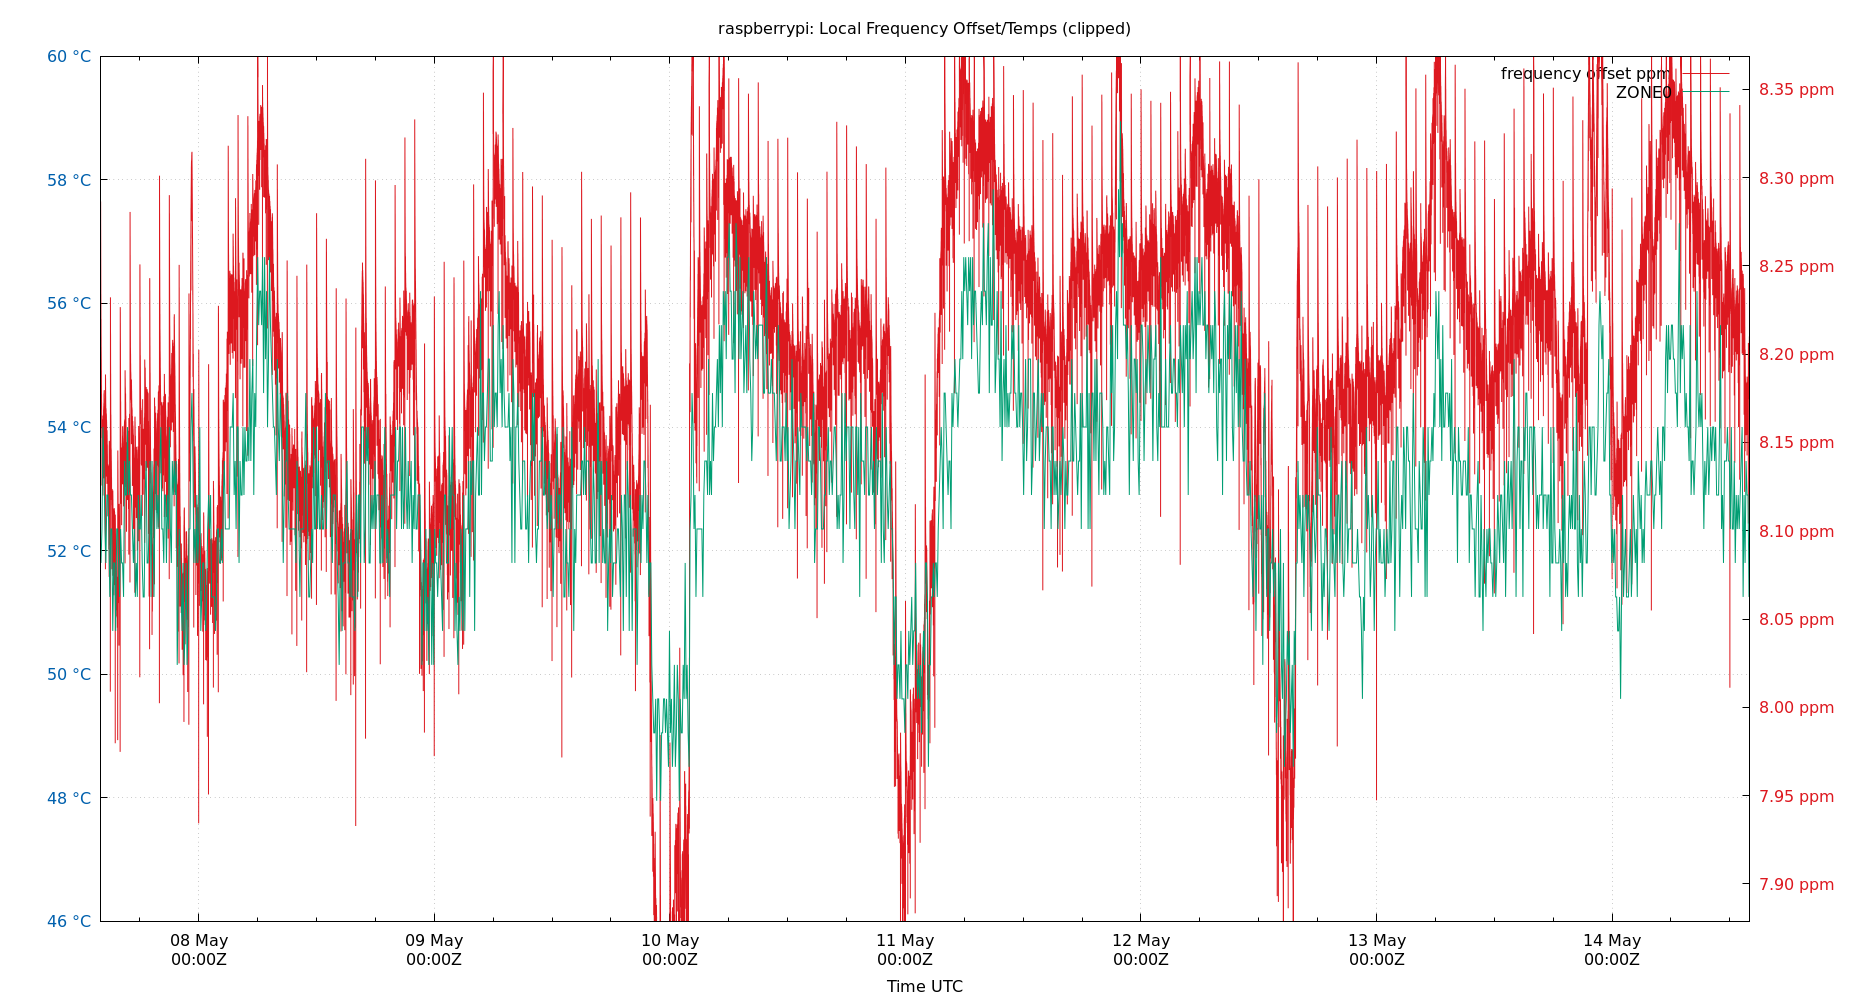 raspberrypi: Local Frequency Offset/Temps (clipped)
60 °C
58 °C
56 °C
54 °C
52 °C
50 °C
48 °C
46 °C
frequency offset ppm
ZONE0
8.35 ppm
8.30 ppm
8.25 ppm
8.20 ppm
8.15 ppm
8.10 ppm
8.05 ppm
8.00 ppm
7.95 ppm
7.90 ppm
08 May
00:00Z
09 May
00:00Z
10 May
00:00Z
11 May
00:00Z
12 May
00:00Z
13 May
00:00Z
14 May
00:00Z
Time UTC